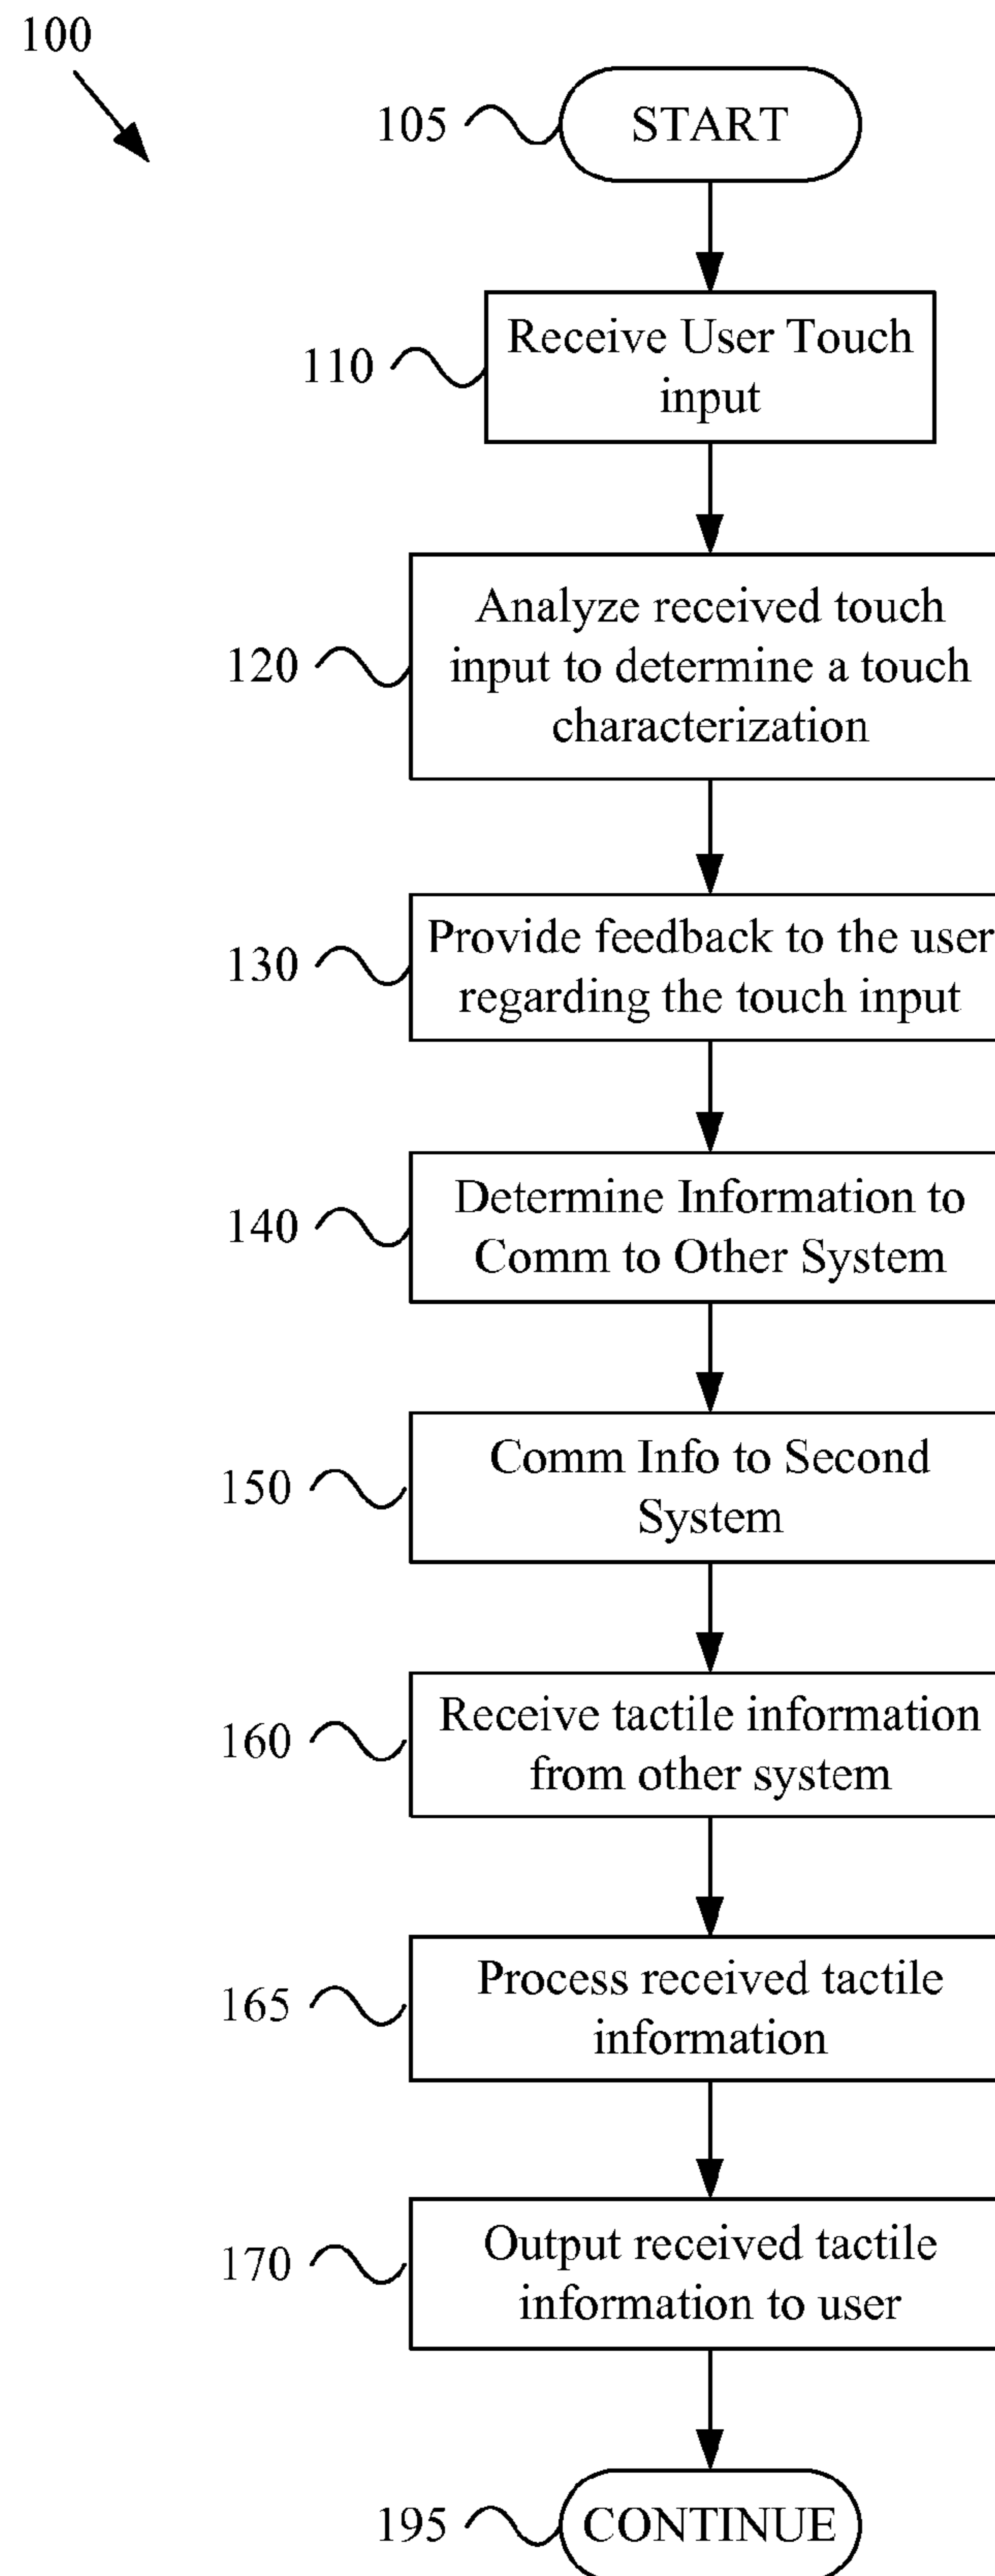 100
105
START
110
Receive User Touch
input
120
Analyze received touch
input to determine a touch
characterization
130
Provide feedback to the user
regarding the touch input
140
Determine Information to
Comm to Other System
150
Comm Info to Second
System
160
Receive tactile information
from other system
165
Process received tactile
information
170
Output received tactile
information to user
195
CONTINUE